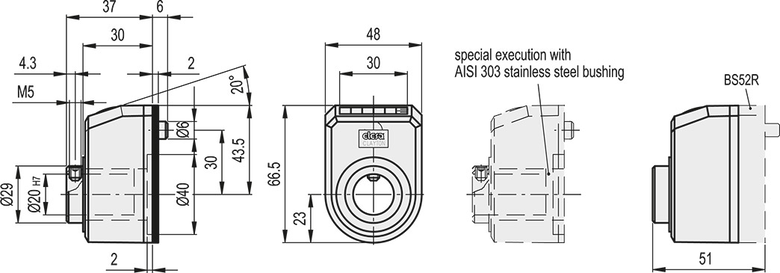 37
6
30
4.3
2
M5
20°
Ø6
30
43.5
Ø29
Ø20 H7
Ø40
2
48
30
elesa
CLAYTON
66.5
23
special execution with
AISI 303 stainless steel bushing
BS52R
51